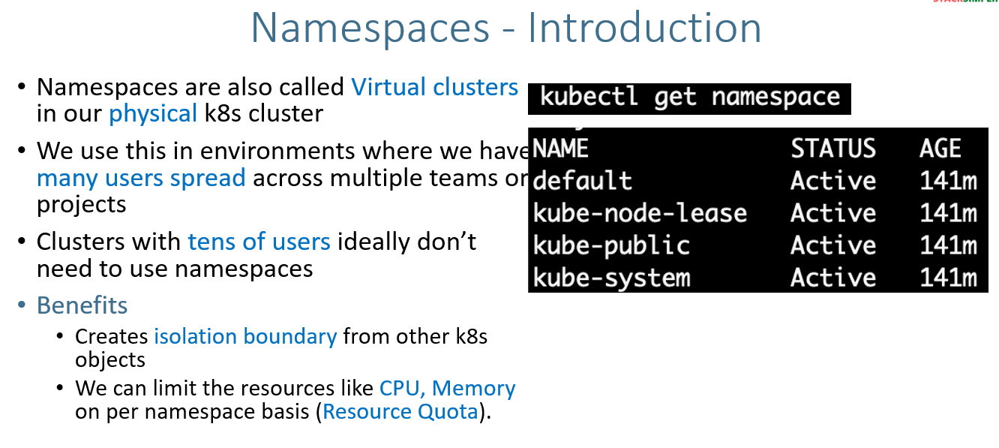 Namespaces - Introduction
• Namespaces are also called Virtual clusters
in our physical k8s cluster
• We use this in environments where we have
many users spread across multiple teams or
projects
• Clusters with tens of users ideally don’t
need to use namespaces
• Benefits
• Creates isolation boundary from other k8s
objects
• We can limit the resources like CPU, Memory
on per namespace basis (Resource Quota).
kubectl get namespace
NAME STATUS AGE
default Active 141m
kube-node-lease Active 141m
kube-public Active 141m
kube-system Active 141m